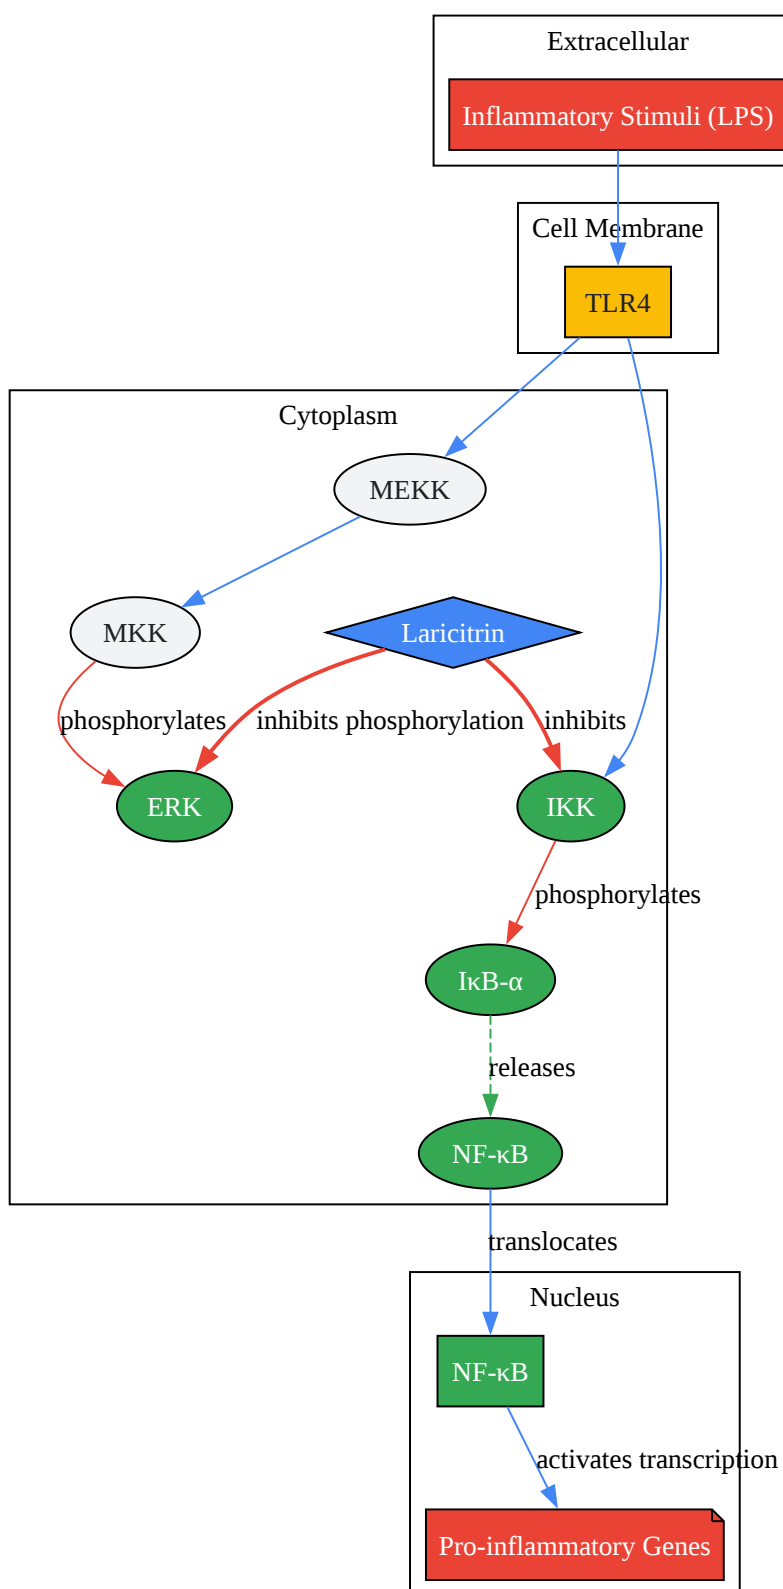 Extracellular
Inflammatory Stimuli (LPS)
Cell Membrane
TLR4
Cytoplasm
MEKK
MKK
Laricitrin
phosphorylates
inhibits phosphorylation
inhibits
ERK
IKK
phosphorylates
IκB-α
releases
NF-κB
translocates
Nucleus
NF-κB
activates transcription
Pro-inflammatory Genes